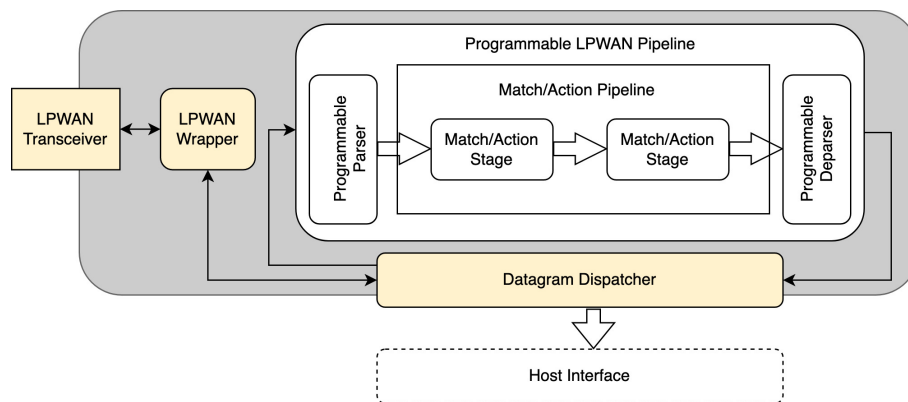 Programmable LPWAN Pipeline
LPWAN
Transceiver
LPWAN
Wrapper
Programmable
Parser
Match/Action Pipeline
Match/Action
Stage
Match/Action
Stage
Programmable
Deparser
Datagram Dispatcher
Host Interface